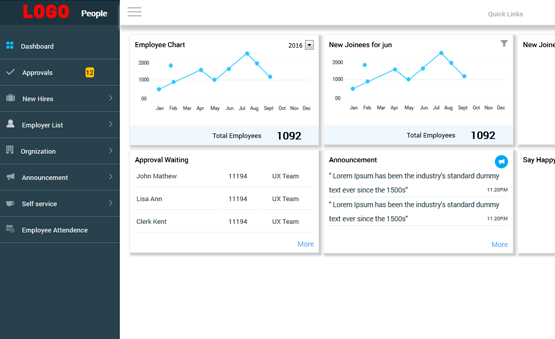 LOGO People
Quick Links
Dashboard
Approvals 12
New Hires
Employer List
Orgnization
Announcement
Self service
Employee Attendence
Employee Chart 2016
2000
1000
00
Jan Feb Mar Apr May Jun Jul Aug Sept Oct Nov Dec
Total Employees 1092
New Joinees for jun
2000
1000
00
Jan Feb Mar Apr May Jun Jul Aug Sept Oct Nov Dec
Total Employees 1092
New Joine
Approval Waiting
John Mathew 11194 UX Team
Lisa Ann 11194 UX Team
Clerk Kent 11194 UX Team
More
Announcement
" Lorem Ipsum has been the industry's standard dummy
text ever since the 1500s" 11.20P.M
" Lorem Ipsum has been the industry's standard dummy
text ever since the 1500s" 11.20P.M
More
Say Happy